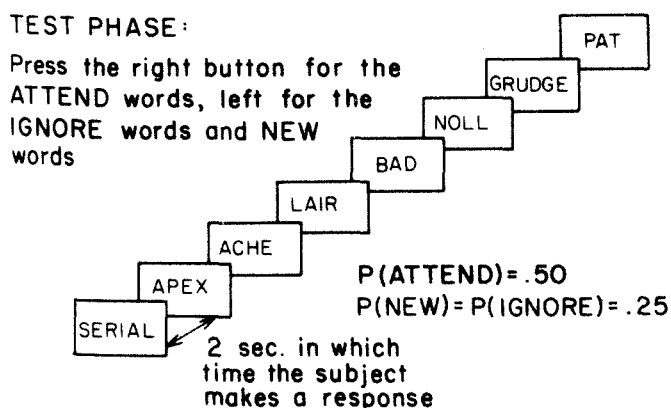 TEST PHASE:
Press the right button for the
ATTEND words, left for the
IGNORE words and NEW
words
PAT
GRUDGE
NOLL
BAD
LAIR
ACHE
APEX
SERIAL
P(ATTEND)=.50
P(NEW)=P(IGNORE)=.25
2 sec. in which
time the subject
makes a response